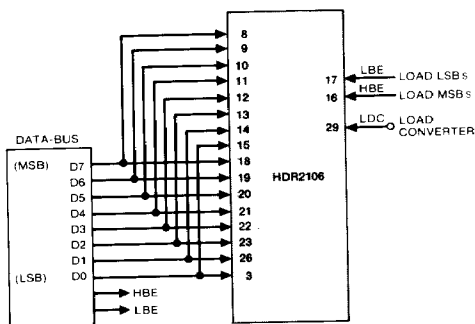 8
9
10
11
12
13
14
15
18
19
20
21
22
23
26
3
HDR2106
17 LBE LOAD LSBs
16 HBE LOAD MSBs
29 LDC LOAD
CONVERTER
DATA-BUS
(MSB) D7
D6
D5
D4
D3
D2
D1
(LSB) D0
HBE
LBE